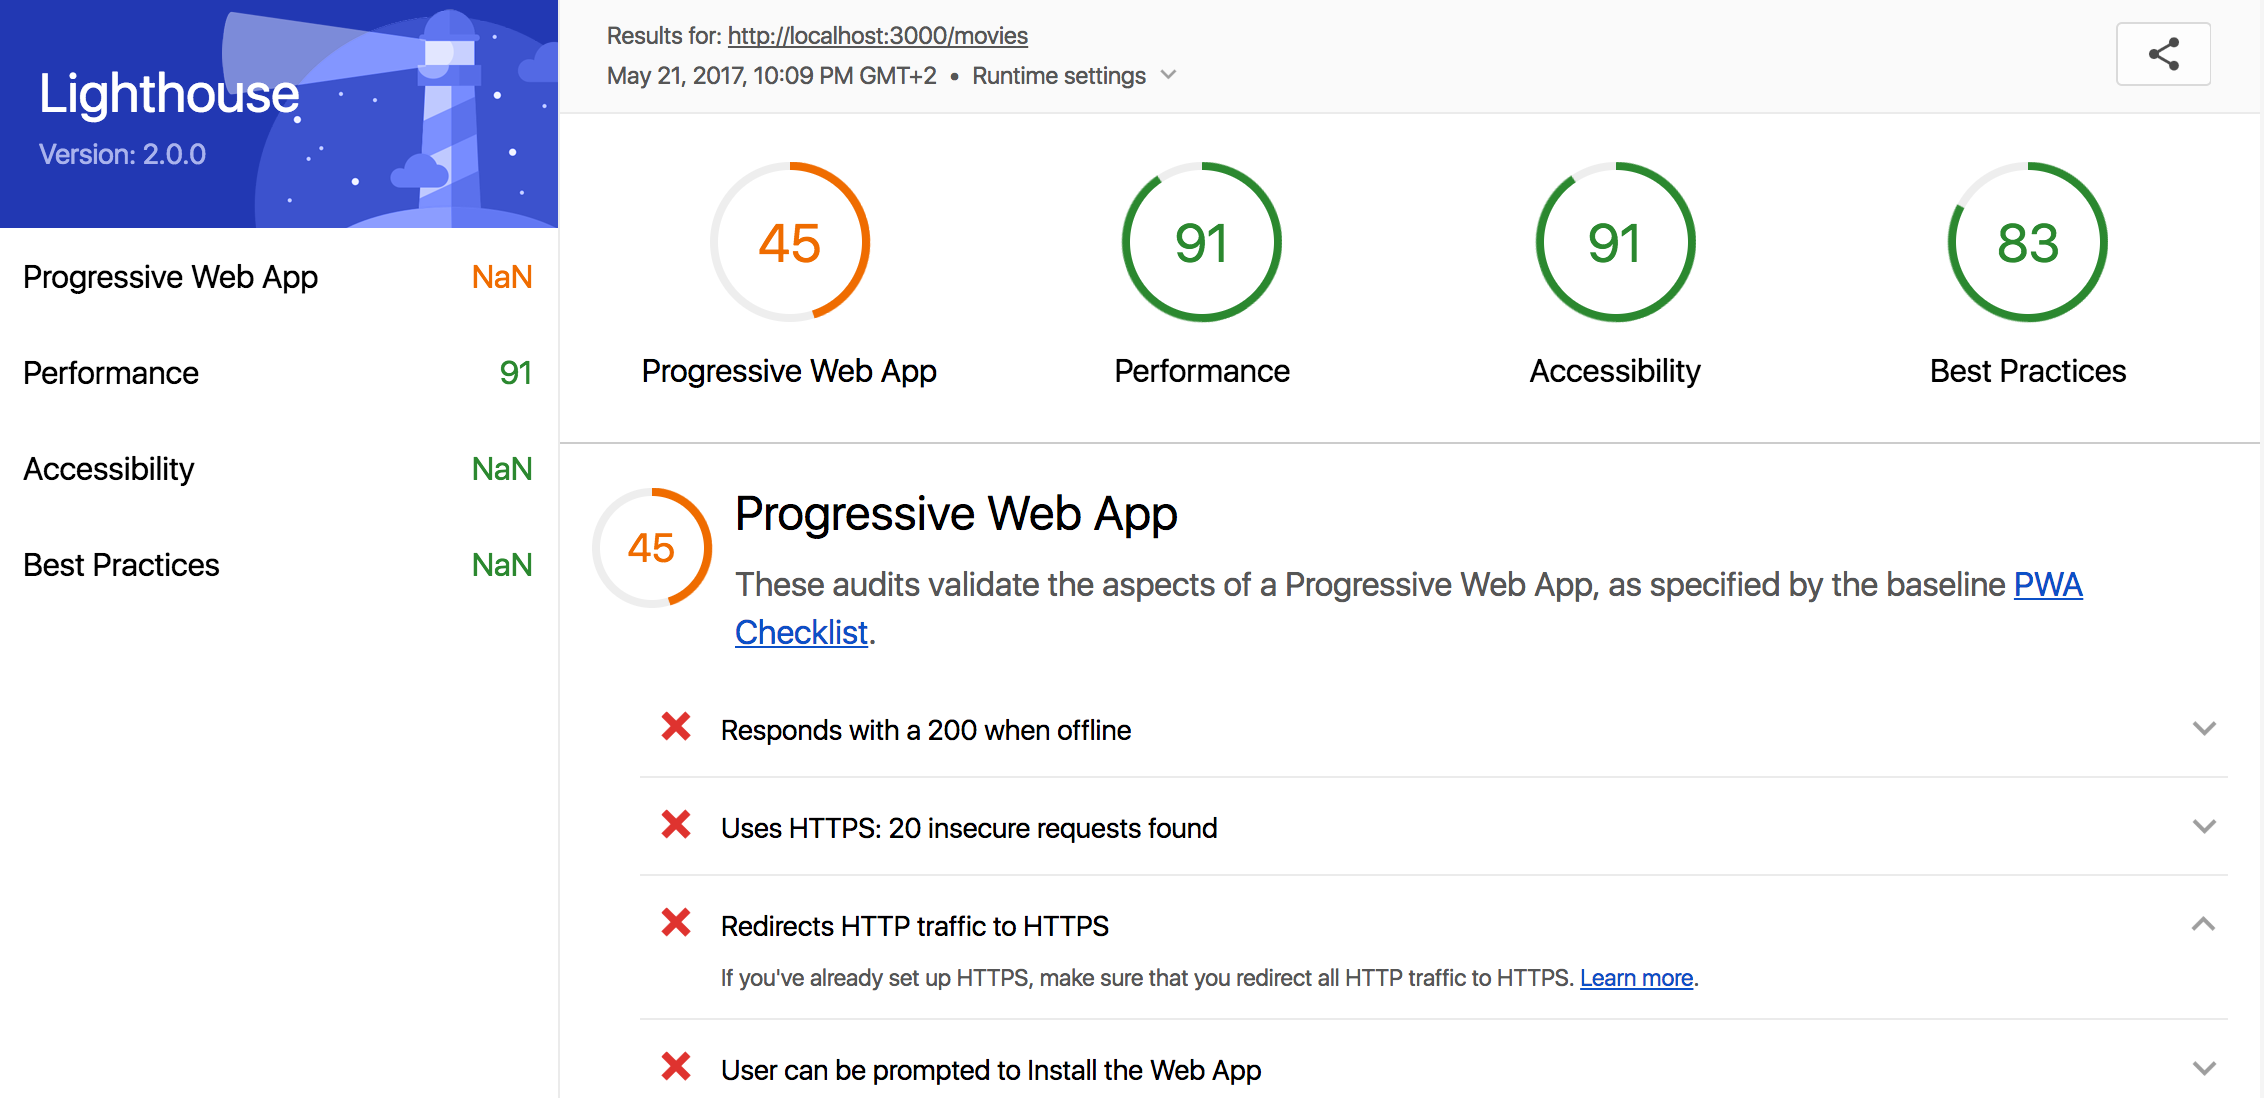 Lighthouse
Version: 2.0.0
Progressive Web App NaN
Performance 91
Accessibility NaN
Best Practices NaN
Results for: http://localhost:3000/movies
May 21, 2017, 10:09 PM GMT+2 • Runtime settings
45 91 91 83
Progressive Web App Performance Accessibility Best Practices
45
Progressive Web App
These audits validate the aspects of a Progressive Web App, as specified by the baseline PWA
Checklist.
Responds with a 200 when offline
Uses HTTPS: 20 insecure requests found
Redirects HTTP traffic to HTTPS
If you've already set up HTTPS, make sure that you redirect all HTTP traffic to HTTPS. Learn more.
User can be prompted to Install the Web App